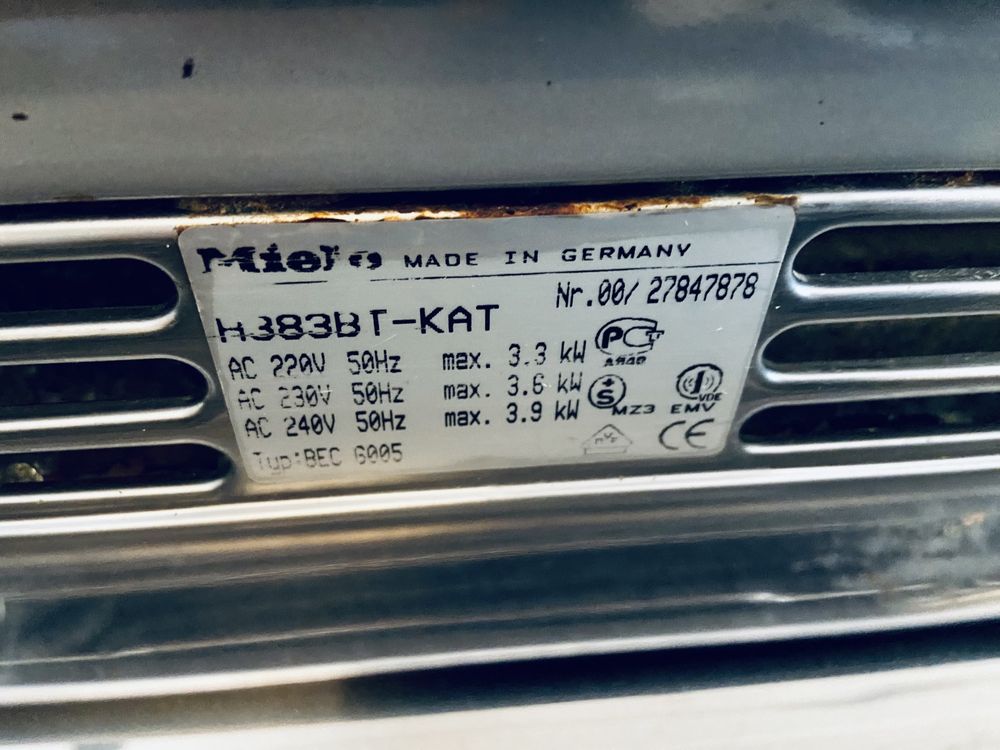 Miele MADE IN GERMANY
Nr.00/ 27847878
H383BT-KAT
AC 220V 50Hz max. 3.3 kW
AC 230V 50Hz max. 3.6 kW
AC 240V 50Hz max. 3.9 kW
Typ:BEC 6005
PCT
S
MZ3
VDE
EMV
CE